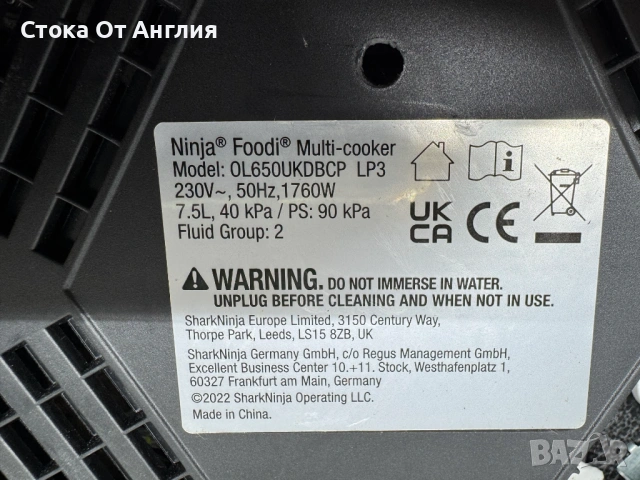 Стока От Англия
Ninja® Foodi® Multi-cooker
Model: OL650UKDBCP LP3
230V~, 50Hz,1760W
7.5L, 40 kPa / PS: 90 kPa
Fluid Group: 2
UK
CA CE
WARNING. DO NOT IMMERSE IN WATER.
UNPLUG BEFORE CLEANING AND WHEN NOT IN USE.
SharkNinja Europe Limited, 3150 Century Way,
Thorpe Park, Leeds, LS15 8ZB, UK
SharkNinja Germany GmbH, c/o Regus Management GmbH,
Excellent Business Center 10.+11. Stock, Westhafenplatz 1,
60327 Frankfurt am Main, Germany
©2022 SharkNinja Operating LLC.
Made in China.
BAZAR